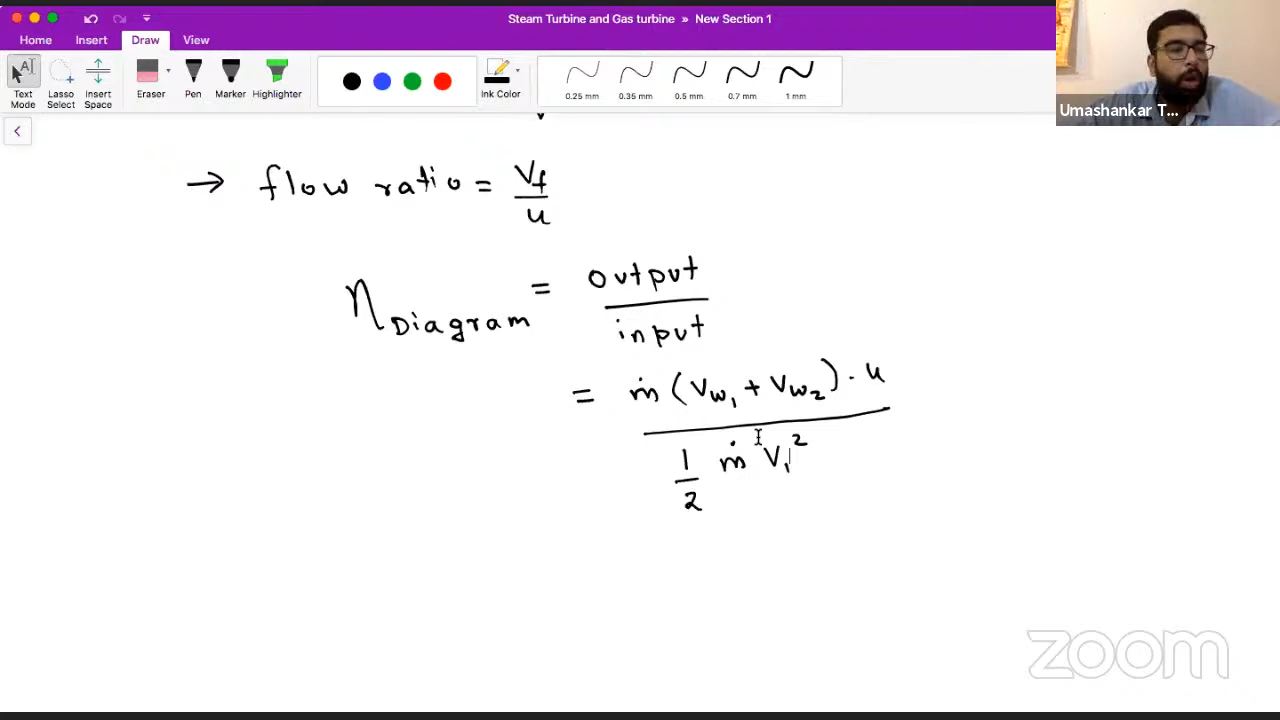 Steam Turbine and Gas turbine » New Section 1
Home Insert Draw View
Text Mode
Lasso Select
Insert Space
Eraser
Pen
Marker
Highlighter
Ink Color
0.25 mm 0.35 mm 0.5 mm 0.7 mm 1 mm
Umashankar T...
→ flow ratio = Vf / u
η Diagram = output / input
= ṁ (Vw₁ + Vw₂) · u / 1/2 ṁ V₁²
zoom